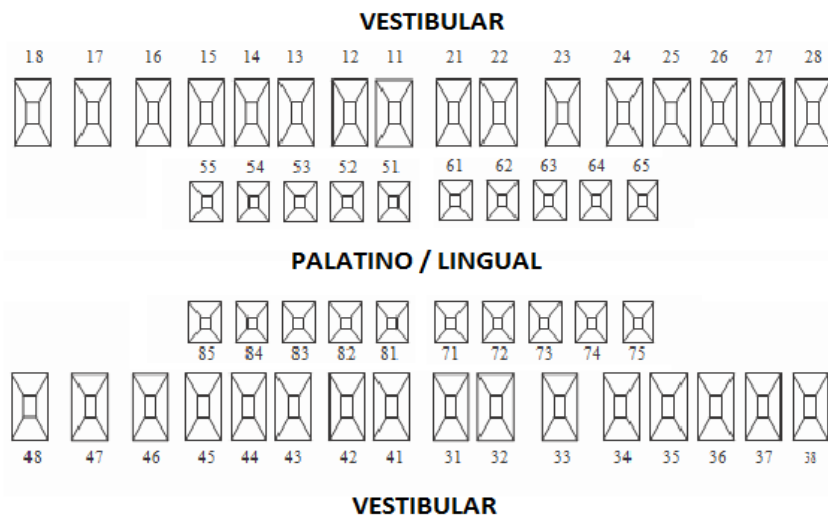 VESTIBULAR
18 17 16 15 14 13 12 11 21 22 23 24 25 26 27 28
55 54 53 52 51 61 62 63 64 65
PALATINO / LINGUAL
85 84 83 82 81 71 72 73 74 75
48 47 46 45 44 43 42 41 31 32 33 34 35 36 37 38
VESTIBULAR